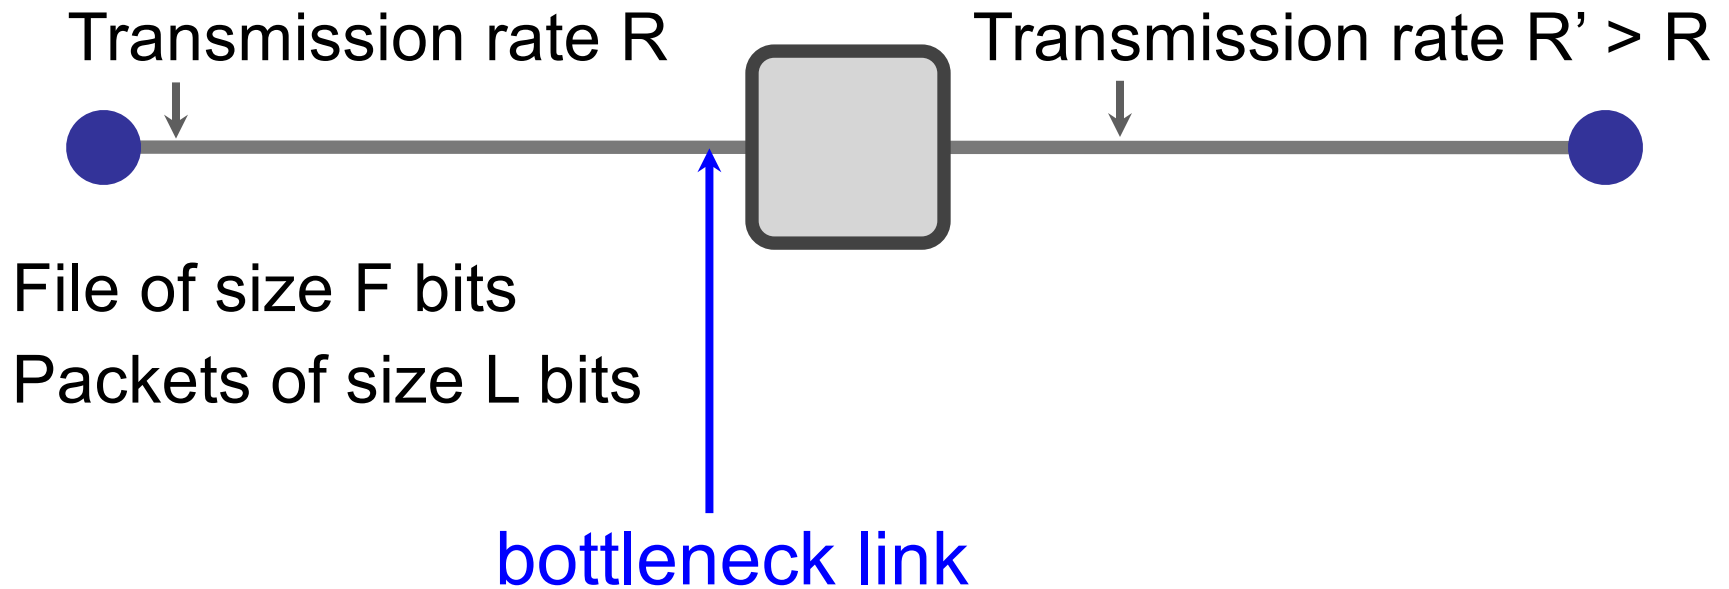 Transmission rate R
Transmission rate R’ > R
File of size F bits
Packets of size L bits
bottleneck link